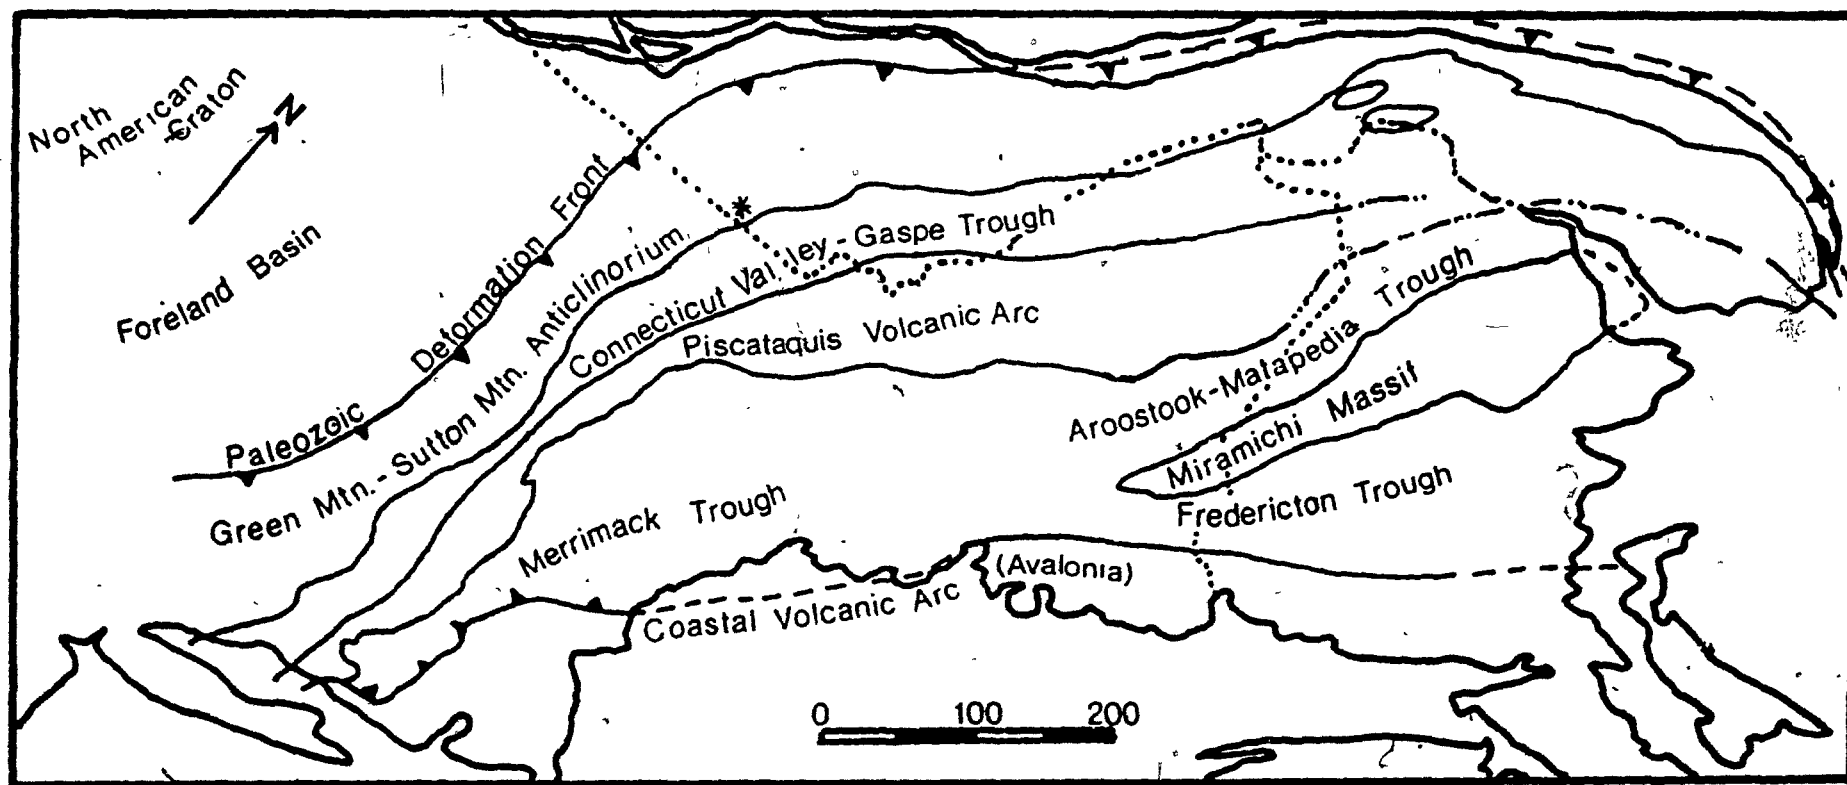 North
American
Craton
N
Foreland Basin
Paleozoic Deformation Front
Green Mtn.- Sutton Mtn. Anticlinorium
Connecticut Valley - Gaspe Trough
Piscataquis Volcanic Arc
Aroostook-Matapedia Trough
Miramichi Massif
Fredericton Trough
Merrimack Trough
(Avalonia)
Coastal Volcanic Arc
0 100 200